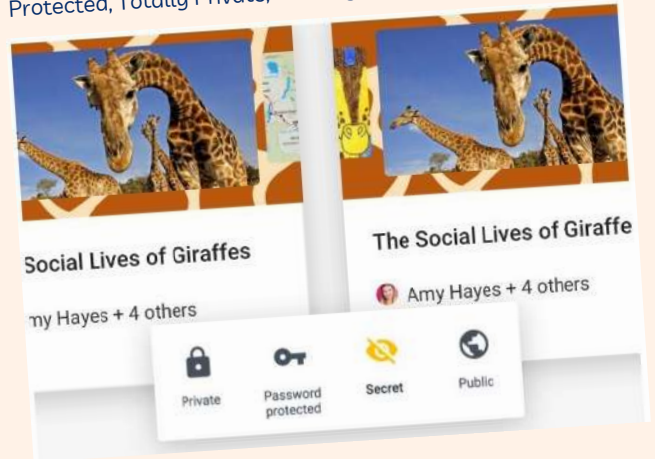 Protected, Totally Private,
Social Lives of Giraffes
my Hayes + 4 others
The Social Lives of Giraffe
Amy Hayes + 4 others
Private
Password
protected
Secret
Public